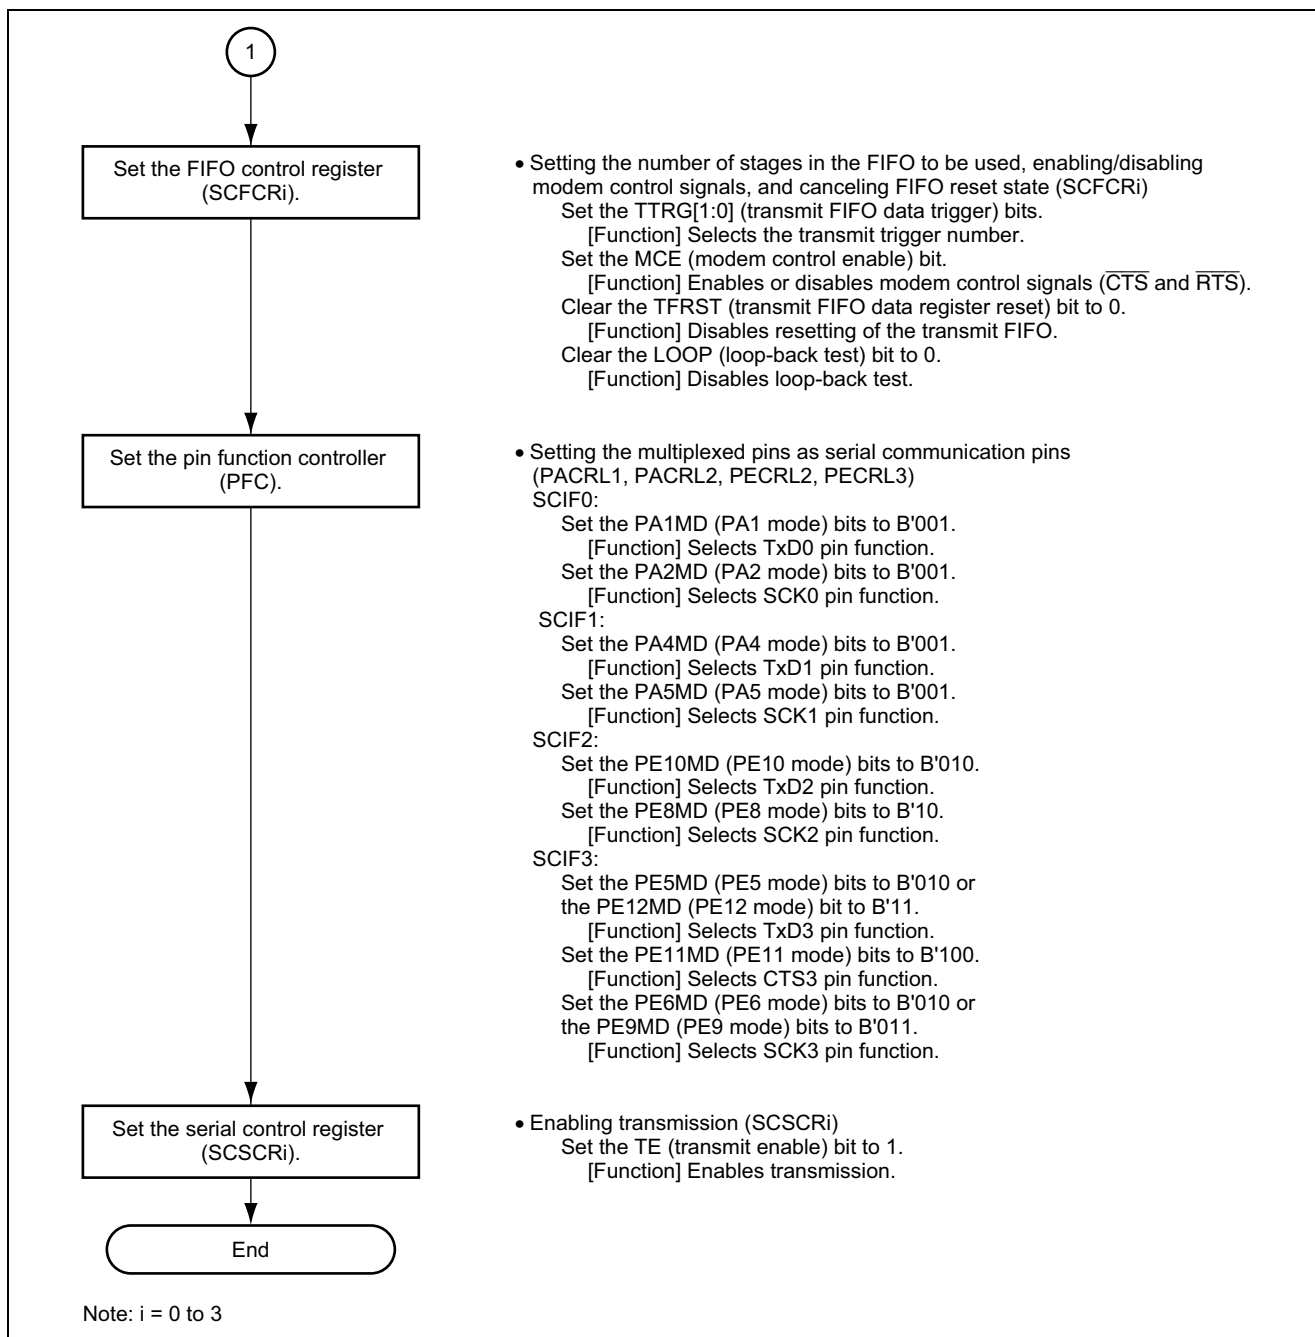 1
Set the FIFO control register
(SCFCRi).
• Setting the number of stages in the FIFO to be used, enabling/disabling
modem control signals, and canceling FIFO reset state (SCFCRi)
Set the TTRG[1:0] (transmit FIFO data trigger) bits.
[Function] Selects the transmit trigger number.
Set the MCE (modem control enable) bit.
[Function] Enables or disables modem control signals (C̅T̅S̅ and R̅T̅S̅).
Clear the TFRST (transmit FIFO data register reset) bit to 0.
[Function] Disables resetting of the transmit FIFO.
Clear the LOOP (loop-back test) bit to 0.
[Function] Disables loop-back test.
Set the pin function controller
(PFC).
• Setting the multiplexed pins as serial communication pins
(PACRL1, PACRL2, PECRL2, PECRL3)
SCIF0:
Set the PA1MD (PA1 mode) bits to B'001.
[Function] Selects TxD0 pin function.
Set the PA2MD (PA2 mode) bits to B'001.
[Function] Selects SCK0 pin function.
SCIF1:
Set the PA4MD (PA4 mode) bits to B'001.
[Function] Selects TxD1 pin function.
Set the PA5MD (PA5 mode) bits to B'001.
[Function] Selects SCK1 pin function.
SCIF2:
Set the PE10MD (PE10 mode) bits to B'010.
[Function] Selects TxD2 pin function.
Set the PE8MD (PE8 mode) bits to B'10.
[Function] Selects SCK2 pin function.
SCIF3:
Set the PE5MD (PE5 mode) bits to B'010 or
the PE12MD (PE12 mode) bit to B'11.
[Function] Selects TxD3 pin function.
Set the PE11MD (PE11 mode) bits to B'100.
[Function] Selects CTS3 pin function.
Set the PE6MD (PE6 mode) bits to B'010 or
the PE9MD (PE9 mode) bits to B'011.
[Function] Selects SCK3 pin function.
Set the serial control register
(SCSCRi).
• Enabling transmission (SCSCRi)
Set the TE (transmit enable) bit to 1.
[Function] Enables transmission.
End
Note: i = 0 to 3